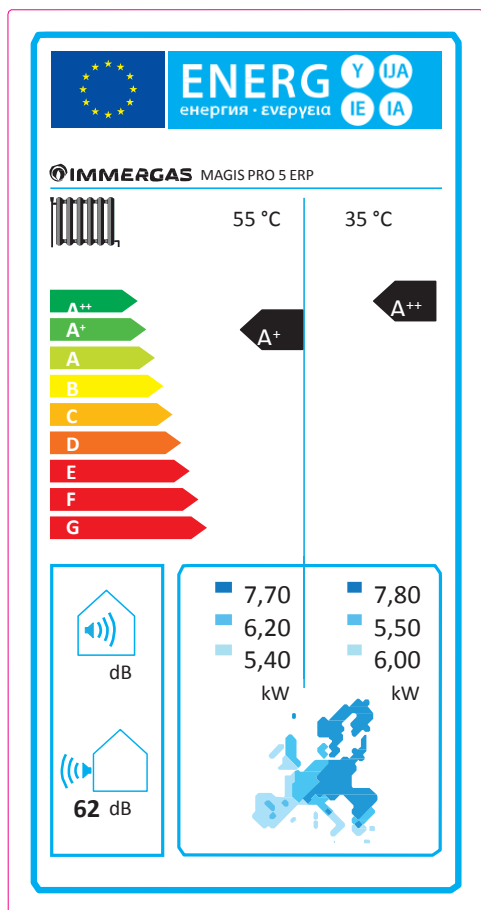 ENERG Y IJA
енергия · ενεργεια IE IA
IMMERGAS MAGIS PRO 5 ERP
55 °C 35 °C
A++ A++
A+ A+
A
B
C
D
E
F
G
7,70 7,80
6,20 5,50
5,40 6,00
kW kW
dB
62 dB